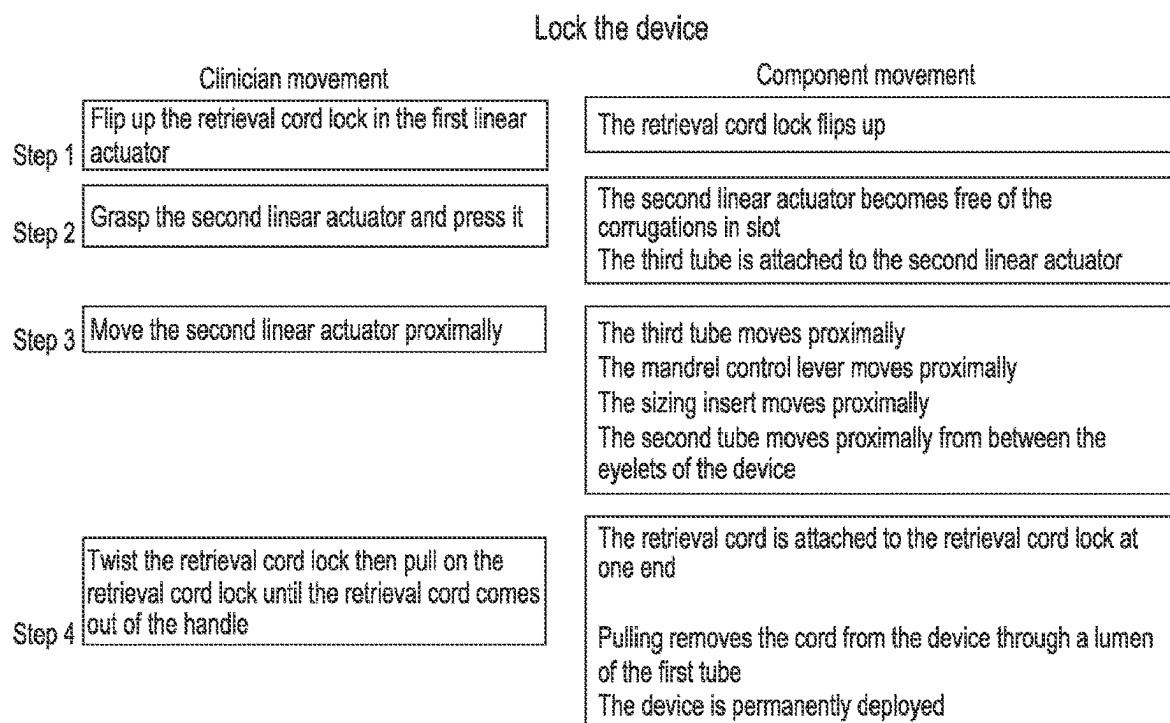 Lock the device
Clinician movement
Component movement
Step 1
Flip up the retrieval cord lock in the first linear
actuator
The retrieval cord lock flips up
Step 2
Grasp the second linear actuator and press it
The second linear actuator becomes free of the
corrugations in slot
The third tube is attached to the second linear actuator
Step 3
Move the second linear actuator proximally
The third tube moves proximally
The mandrel control lever moves proximally
The sizing insert moves proximally
The second tube moves proximally from between the
eyelets of the device
Step 4
Twist the retrieval cord lock then pull on the
retrieval cord lock until the retrieval cord comes
out of the handle
The retrieval cord is attached to the retrieval cord lock at
one end
Pulling removes the cord from the device through a lumen
of the first tube
The device is permanently deployed